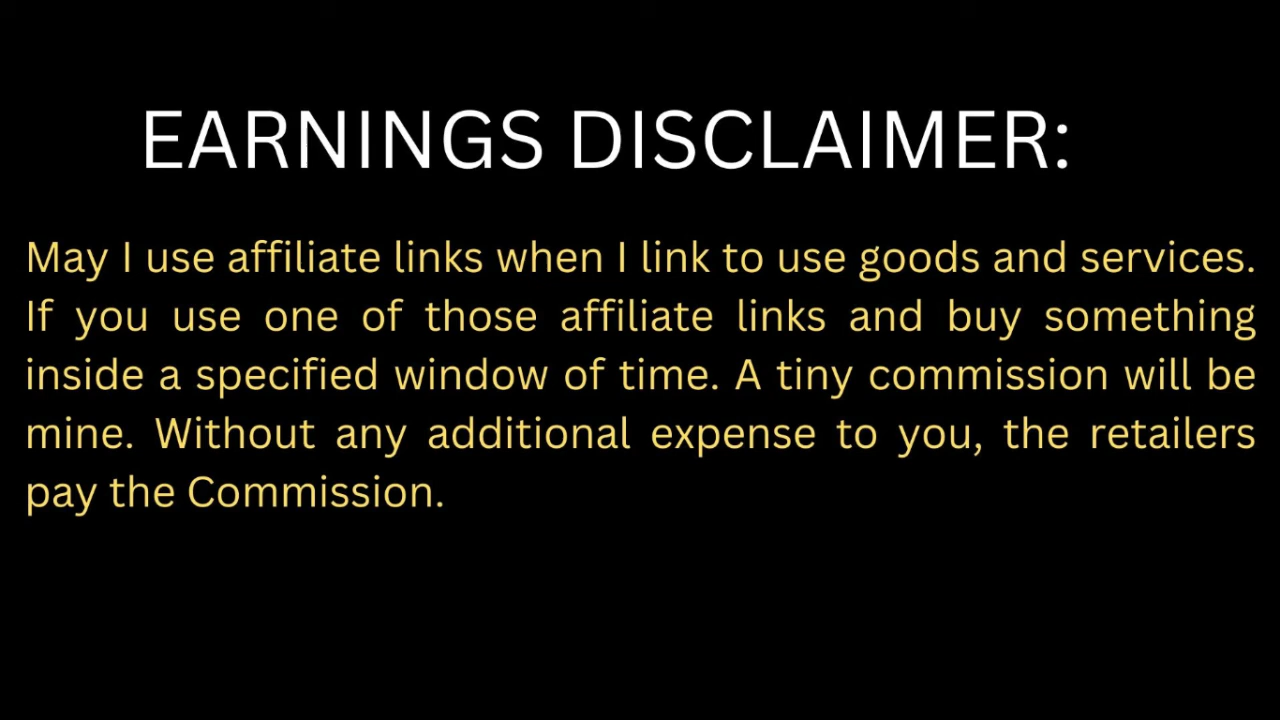 EARNINGS DISCLAIMER:
May I use affiliate links when I link to use goods and services.
If you use one of those affiliate links and buy something
inside a specified window of time. A tiny commission will be
mine. Without any additional expense to you, the retailers
pay the Commission.